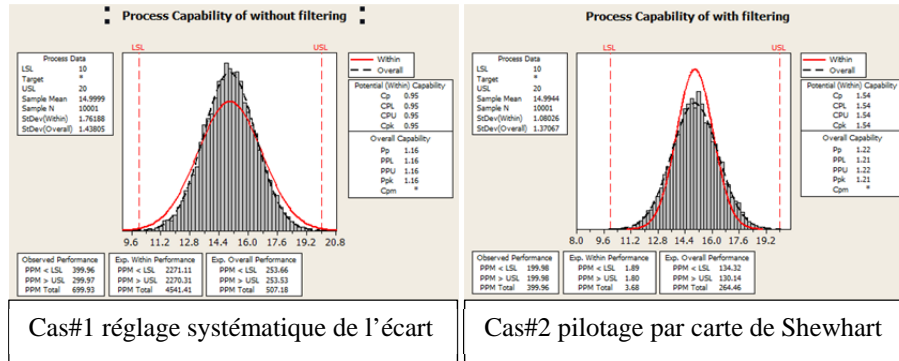 Process Capability of without filtering
LSL USL
Process Data
LSL 10
Target *
USL 20
Sample Mean 14.9999
Sample N 10001
StDev(Within) 1.76188
StDev(Overall) 1.43805
Within
Overall
Potential (Within) Capability
Cp 0.95
CPL 0.95
CPU 0.95
Cpk 0.95
Overall Capability
Pp 1.16
PPL 1.16
PPU 1.16
Ppk 1.16
Cpm *
9.6 11.2 12.8 14.4 16.0 17.6 19.2 20.8
Observed Performance
PPM < LSL 399.96
PPM > USL 299.97
PPM Total 699.93
Exp. Within Performance
PPM < LSL 2271.11
PPM > USL 2270.31
PPM Total 4541.41
Exp. Overall Performance
PPM < LSL 253.66
PPM > USL 253.53
PPM Total 507.18
Cas#1 réglage systématique de l'écart
Process Capability of with filtering
LSL USL
Process Data
LSL 10
Target *
USL 20
Sample Mean 14.9944
Sample N 10001
StDev(Within) 1.08026
StDev(Overall) 1.37067
Within
Overall
Potential (Within) Capability
Cp 1.54
CPL 1.54
CPU 1.54
Cpk 1.54
Overall Capability
Pp 1.22
PPL 1.21
PPU 1.22
Ppk 1.21
Cpm *
8.0 9.6 11.2 12.8 14.4 16.0 17.6 19.2
Observed Performance
PPM < LSL 199.98
PPM > USL 199.98
PPM Total 399.96
Exp. Within Performance
PPM < LSL 1.89
PPM > USL 1.80
PPM Total 3.68
Exp. Overall Performance
PPM < LSL 134.32
PPM > USL 130.14
PPM Total 264.46
Cas#2 pilotage par carte de Shewhart